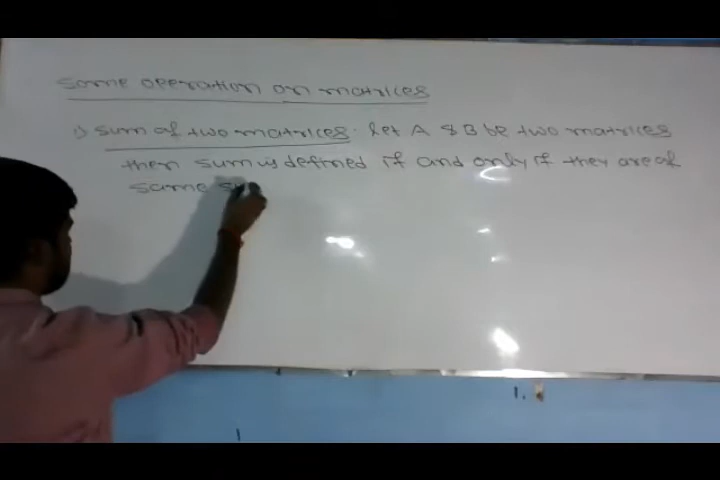 Some operation on matrices
1) Sum of two matrices. Let A & B be two matrices
then sum is defined if and only if they are of
same